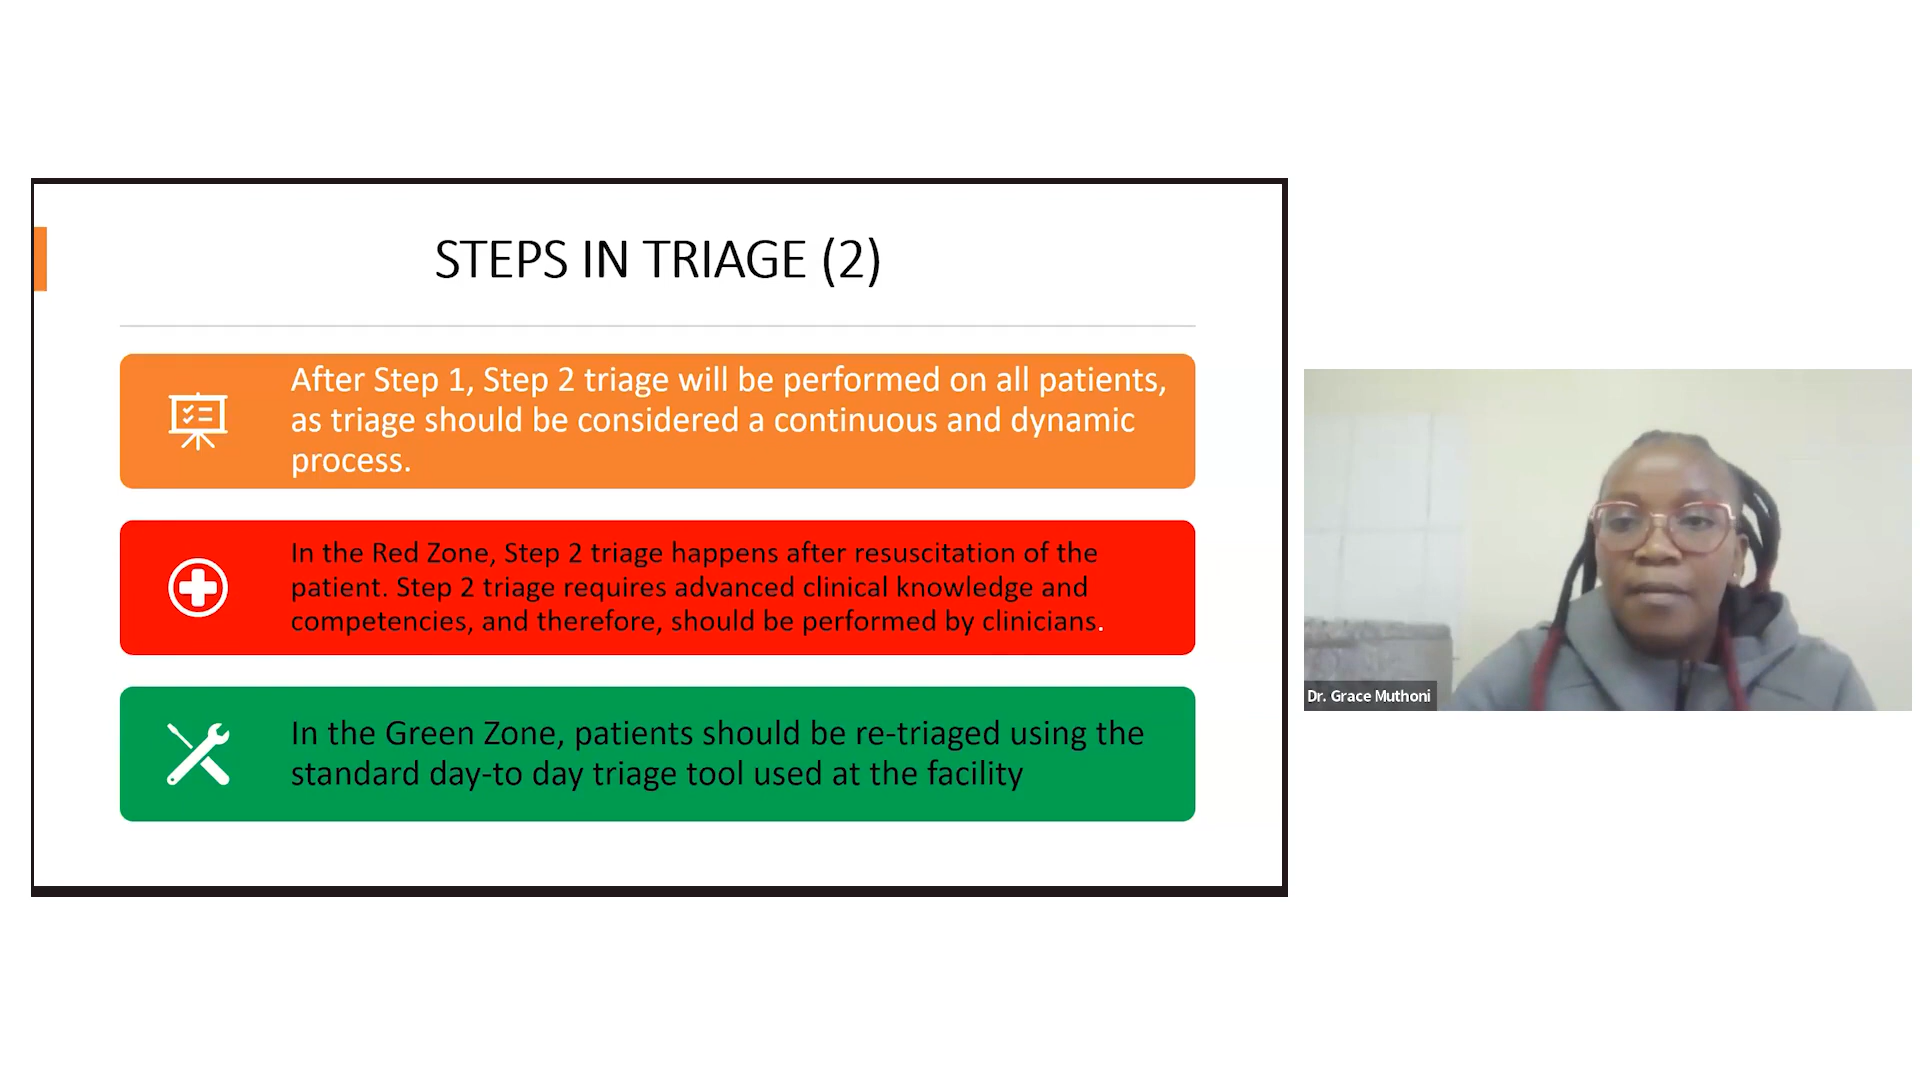 STEPS IN TRIAGE (2)
After Step 1, Step 2 triage will be performed on all patients,
as triage should be considered a continuous and dynamic
process.
In the Red Zone, Step 2 triage happens after resuscitation of the
patient. Step 2 triage requires advanced clinical knowledge and
competencies, and therefore, should be performed by clinicians.
In the Green Zone, patients should be re-triaged using the
standard day-to day triage tool used at the facility
Dr. Grace Muthoni